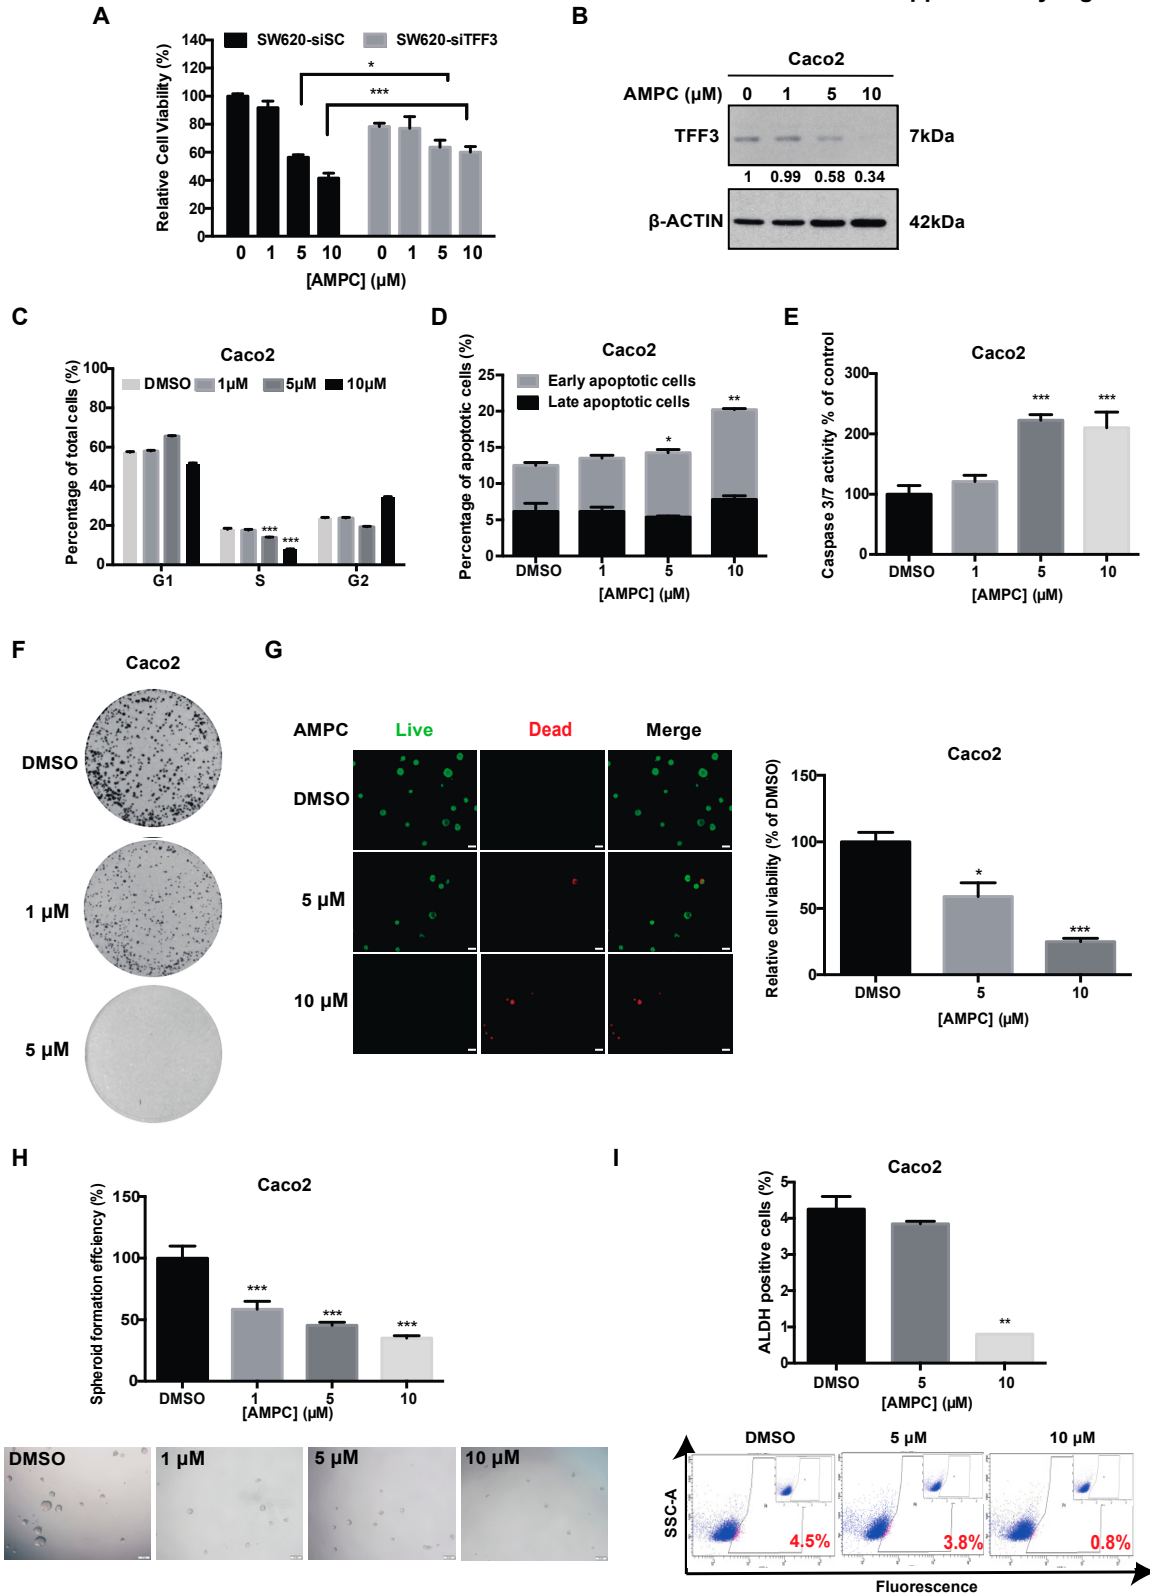 A
SW620-siSC
SW620-siTFF3
Relative Cell Viability (%)
140
120
100
80
60
40
20
0
*
***
0 1 5 10 0 1 5 10
[AMPC] (µM)
B
Caco2
AMPC (µM) 0 1 5 10
TFF3 7kDa
1 0.99 0.58 0.34
β-ACTIN 42kDa
C
Caco2
Percentage of total cells (%)
100
80
60
40
20
0
DMSO 1µM 5µM 10µM
***
***
G1 S G2
D
Caco2
Percentage of apoptotic cells (%)
25
20
15
10
5
0
Early apoptotic cells
Late apoptotic cells
*
**
DMSO 1 5 10
[AMPC] (µM)
E
Caco2
Caspase 3/7 activity % of control
300
200
100
0
*** ***
DMSO 1 5 10
[AMPC] (µM)
F
Caco2
DMSO
1 µM
5 µM
G
AMPC Live Dead Merge
DMSO
5 µM
10 µM
Caco2
Relative cell viability (% of DMSO)
150
100
50
0
*
***
DMSO 5 10
[AMPC] (µM)
H
Caco2
Spheroid formation effciency (%)
150
100
50
0
***
***
***
DMSO 1 5 10
[AMPC] (µM)
DMSO 1 µM 5 µM 10 µM
I
Caco2
ALDH positive cells (%)
5
4
3
2
1
0
**
DMSO 5 10
[AMPC] (µM)
DMSO 5 µM 10 µM
SSC-A
4.5% 3.8% 0.8%
Fluorescence